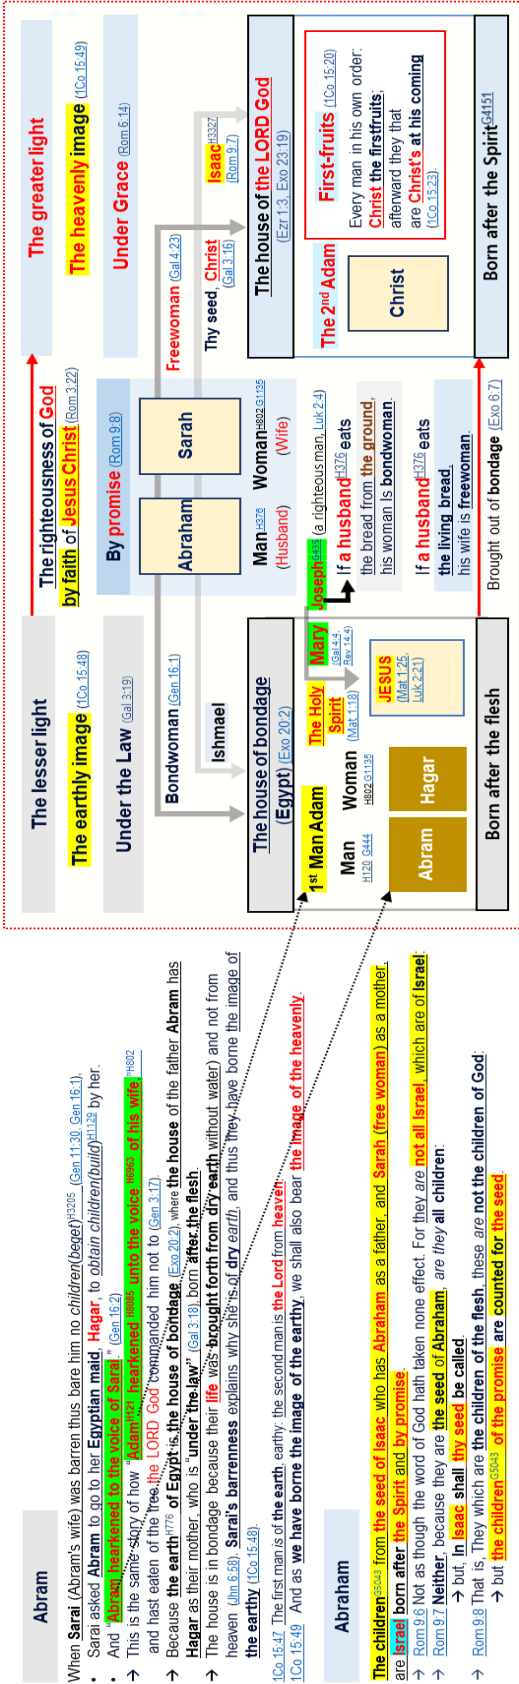 Abram
When Sarai (Abram's wife) was barren thus bare him no children(beget)H3205 (Gen 11:30, Gen 16:1),
• Sarai asked Abram to go to her Egyptian maid, Hagar, to obtain children(build)H1129 by her.
• And "Abram hearkened to the voice of Sarai." (Gen 16:2)
→ This is the same story of how "AdamH121 hearkened H8085 unto the voice H6963 of his wife,"H802
and hast eaten of the tree the LORD God commanded him not to (Gen 3:17).
→ Because the earthH776 of Egypt is the house of bondage (Exo 20:2), where the house of the father Abram has
Hagar as their mother, who is "under the law" (Gal 3:18), born after the flesh.
→ The house is in bondage because their life was brought forth from dry earth without water) and not from
heaven (Jhn 6:58). Sarai's barrenness explains why she is of dry earth, and thus they have borne the image of
the earthy (1Co 15:48).
1Co 15:47 The first man is of the earth, earthy: the second man is the Lord from heaven.
1Co 15:49 And as we have borne the image of the earthy, we shall also bear the image of the heavenly.
Abraham
The childrenG5043 from the seed of Isaac who has Abraham as a father, and Sarah (free woman) as a mother,
are Israel born after the Spirit and by promise.
→ Rom 9:6 Not as though the word of God hath taken none effect. For they are not all Israel, which are of Israel:
→ Rom 9:7 Neither, because they are the seed of Abraham, are they all children:
→ but, In Isaac shall thy seed be called.
→ Rom 9:8 That is, They which are the children of the flesh, these are not the children of God:
→ but the childrenG5043 of the promise are counted for the seed.
The lesser light
The righteousness of God
by faith of Jesus Christ (Rom 3:22)
The greater light
The earthly image (1Co 15:48)
The heavenly image (1Co 15:49)
Under the Law (Gal 3:19)
By promise (Rom 9:8)
Under Grace (Rom 6:14)
Bondwoman (Gen 16:1)
Abraham
Sarah
Freewoman (Gal 4:23)
Ishmael
Thy seed, Christ
(Gal 3:16)
IsaacH3327
(Rom 9:7)
Man H376
(Husband)
WomanH802 G1135
(Wife)
The house of bondage
(Egypt) (Exo 20:2)
The house of the LORD God
(Ezr 1:3, Exo 23:19)
1st Man Adam
The Holy
Spirit
(Mat 1:18)
Mary
(Gal 4:4,
Rev 14:4)
JosephG435 (a righteous man, Luk 2:4)
If a husbandH376 eats
the bread from the ground,
his woman is bondwoman.
If a husbandH376 eats
the living bread,
his wife is freewoman.
Man
H120 G444
Woman
H802 G1135
Abram
Hagar
JESUS
(Mat 1:25,
Luk 2:21)
The 2nd Adam
Christ
First-fruits (1Co 15:20)
Every man in his own order:
Christ the firstfruits;
afterward they that
are Christ's at his coming
(1Co 15:23).
Born after the flesh
Brought out of bondage (Exo 6:7)
Born after the SpiritG4151